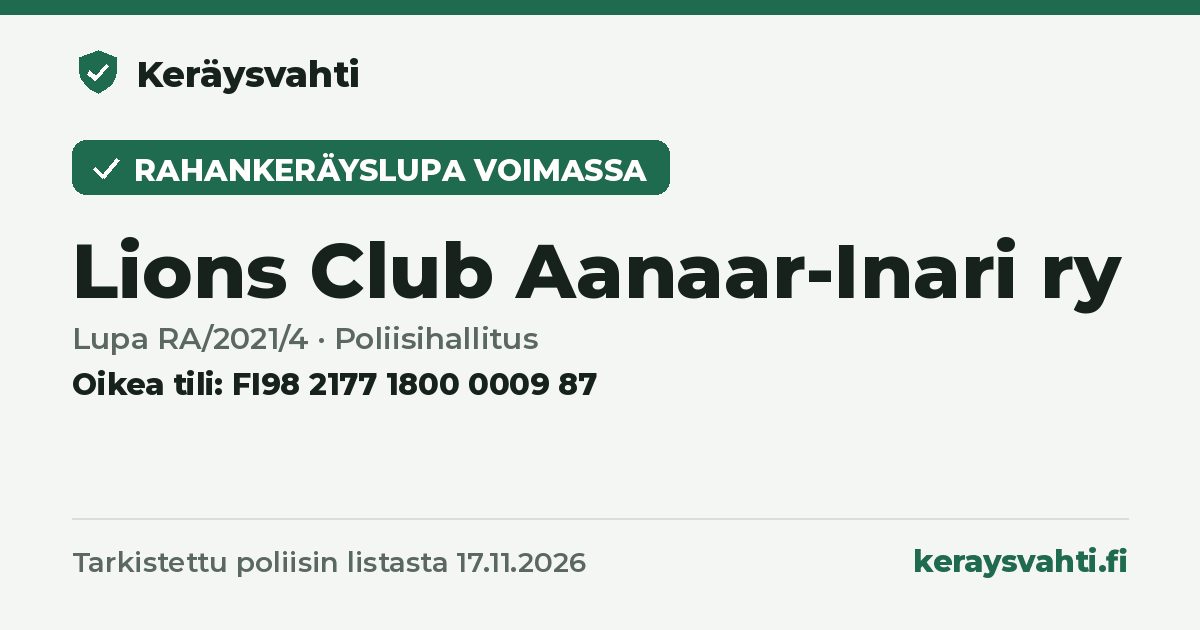 Keräysvahti
RAHANKERÄYSLUPA VOIMASSA
Lions Club Aanaar-Inari ry
Lupa RA/2021/4 · Poliisihallitus
Oikea tili: FI98 2177 1800 0009 87
Tarkistettu poliisin listasta 17.11.2026
keraysvahti.fi